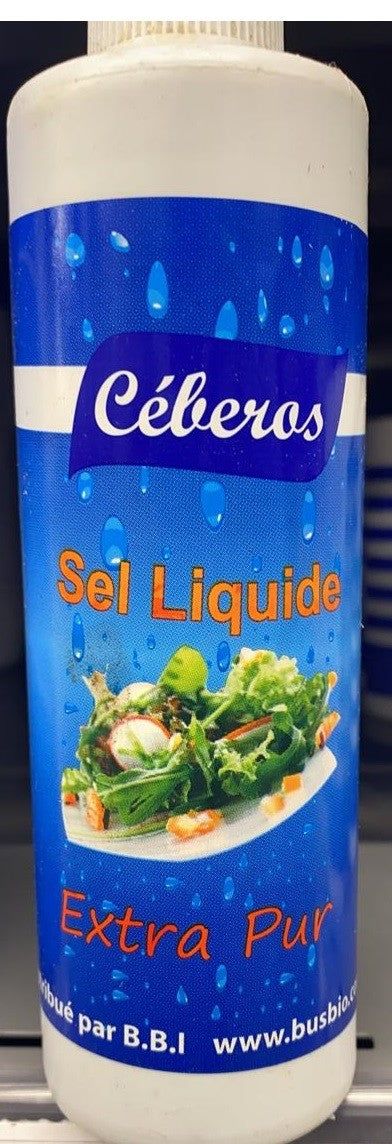 Céberos
Sel Liquide
Extra Pur
par B.B.I www.busbio.